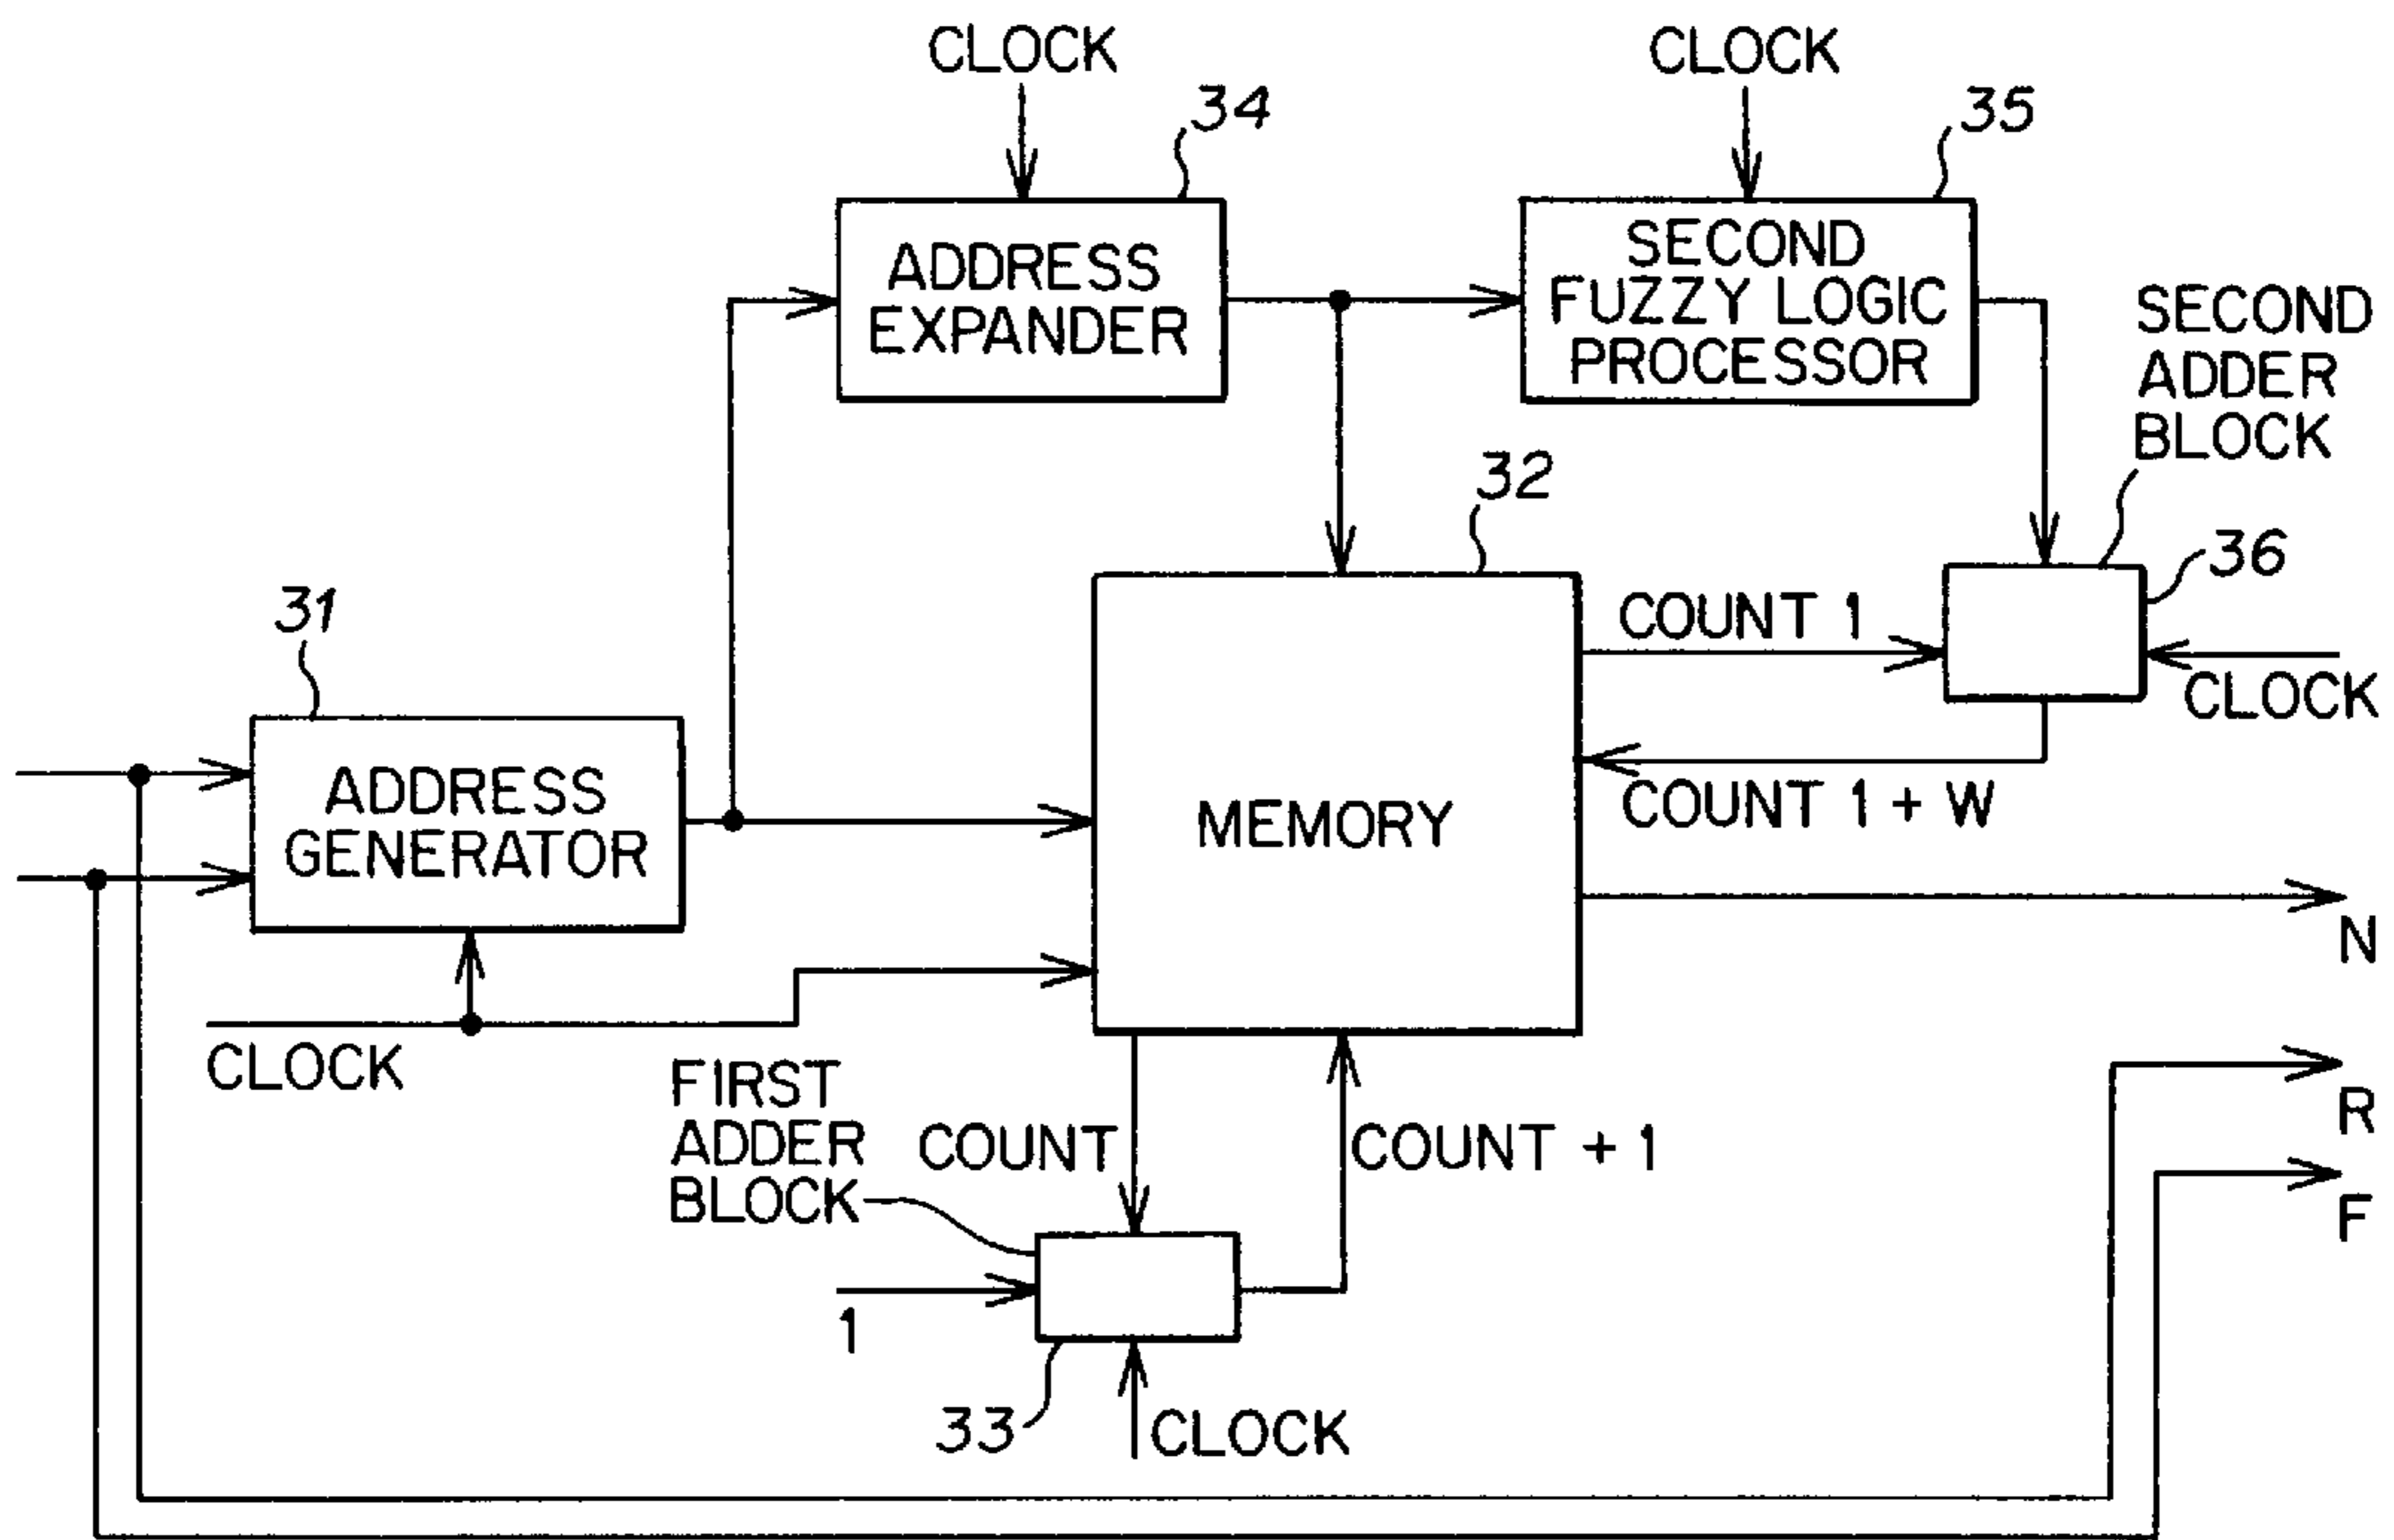 CLOCK
CLOCK
34
35
ADDRESS
EXPANDER
SECOND
FUZZY LOGIC
PROCESSOR
SECOND
ADDER
BLOCK
32
36
31
COUNT 1
CLOCK
ADDRESS
GENERATOR
MEMORY
COUNT 1 + W
N
CLOCK
FIRST
ADDER
BLOCK
COUNT
COUNT +1
R
F
1
33
CLOCK